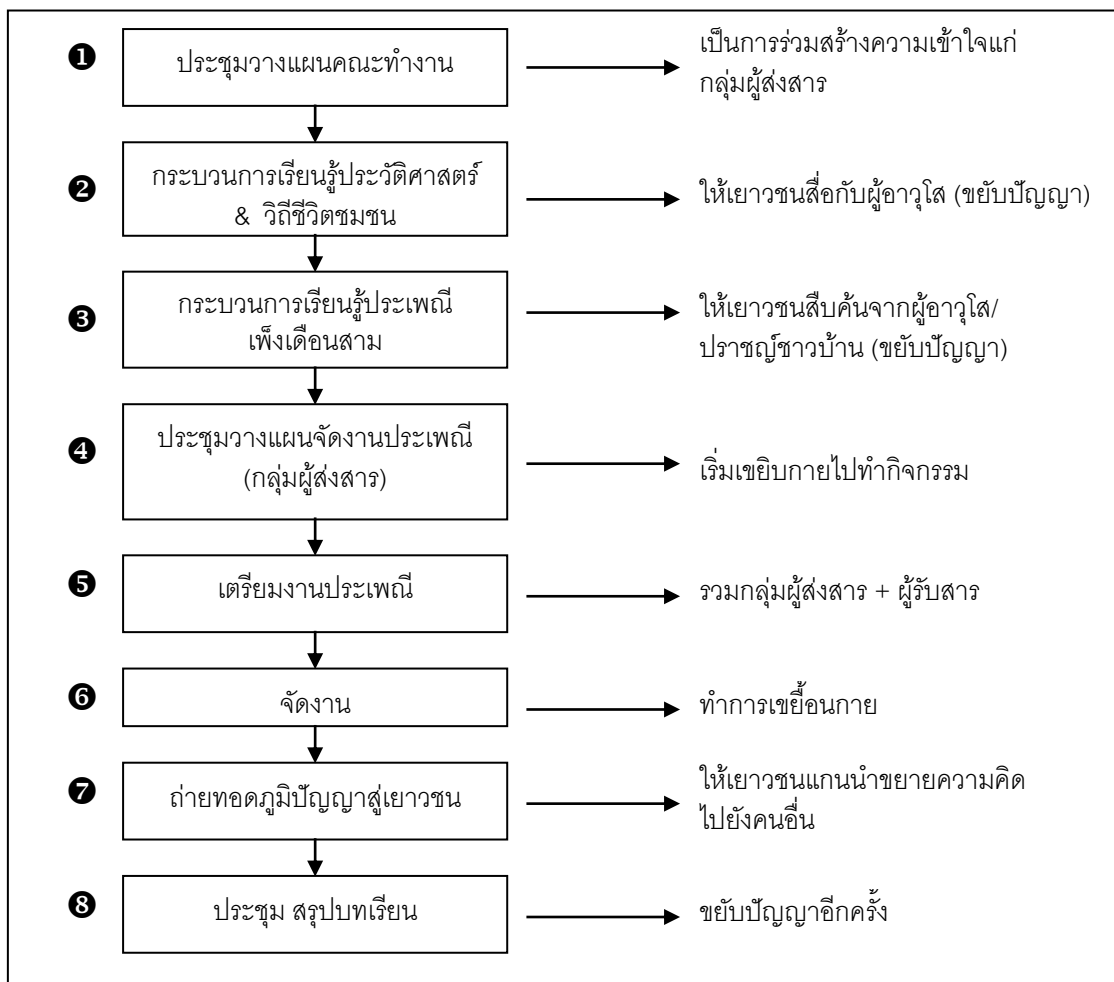 ❶
ประชุมวางแผนคณะทำงาน
เป็นการร่วมสร้างความเข้าใจแก่
กลุ่มผู้ส่งสาร
❷
กระบวนการเรียนรู้ประวัติศาสตร์
& วิถีชีวิตชุมชน
ให้เยาวชนสื่อกับผู้อาวุโส (ขยับปัญญา)
❸
กระบวนการเรียนรู้ประเพณี
เพ็งเดือนสาม
ให้เยาวชนสืบค้นจากผู้อาวุโส/
ปราชญ์ชาวบ้าน (ขยับปัญญา)
❹
ประชุมวางแผนจัดงานประเพณี
(กลุ่มผู้ส่งสาร)
เริ่มเขยิบกายไปทำกิจกรรม
❺
เตรียมงานประเพณี
รวมกลุ่มผู้ส่งสาร + ผู้รับสาร
❻
จัดงาน
ทำการเขยื้อนกาย
❼
ถ่ายทอดภูมิปัญญาสู่เยาวชน
ให้เยาวชนแกนนำขยายความคิด
ไปยังคนอื่น
❽
ประชุม สรุปบทเรียน
ขยับปัญญาอีกครั้ง